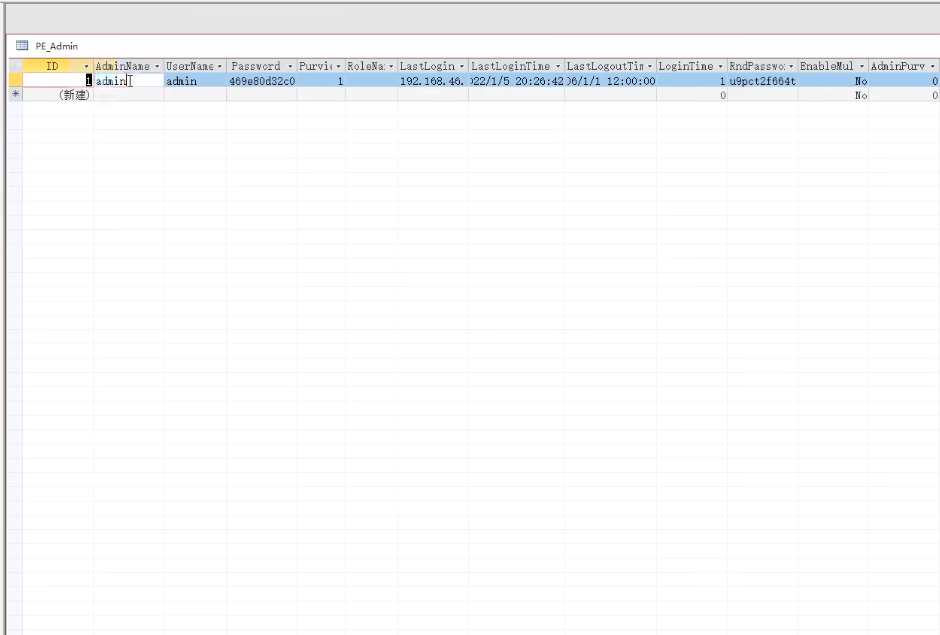 PE_Admin
ID AdminName UserName Password Purvie RoleNa LastLogin LastLoginTime LastLogoutTim LoginTime RndPasswo EnableMul AdminPurv
1 admin admin 469e80d32c0 1 192.168.46. 022/1/5 20:26:42 06/1/1 12:00:00 1 u9pct2f664t No 0
* (新建) 0 No 0